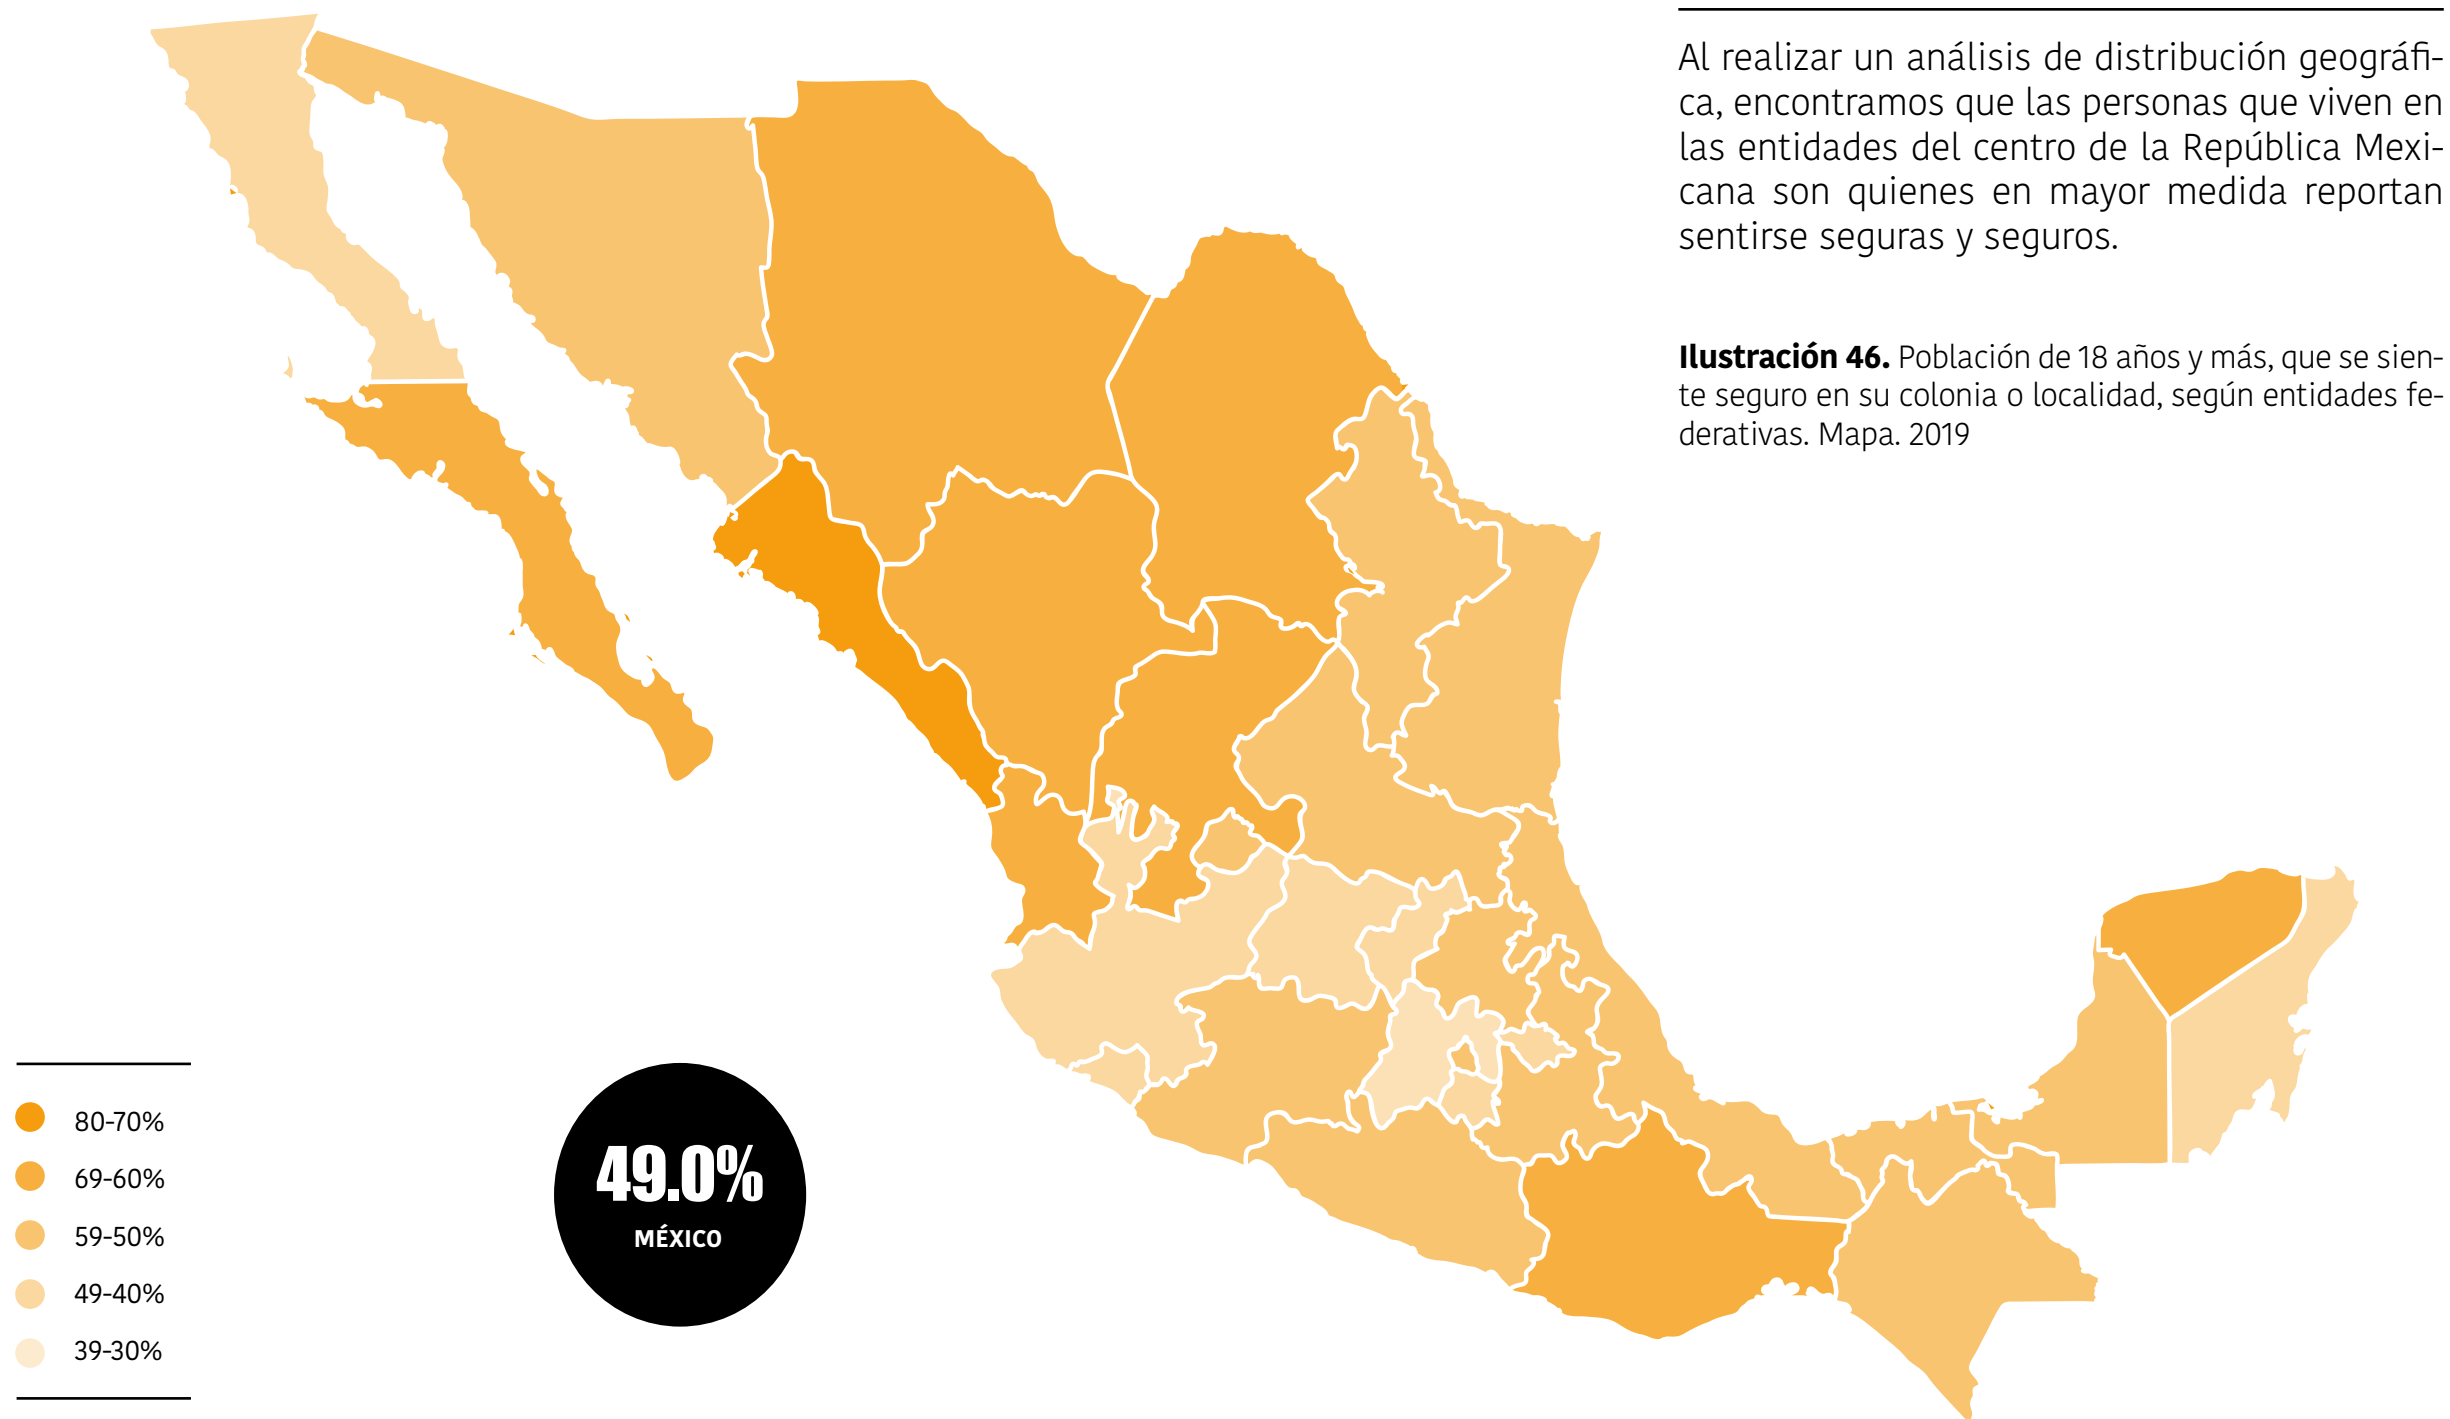 Al realizar un análisis de distribución geográfi-
ca, encontramos que las personas que viven en
las entidades del centro de la República Mexi-
cana son quienes en mayor medida reportan
sentirse seguras y seguros.
Ilustración 46. Población de 18 años y más, que se sien-
te seguro en su colonia o localidad, según entidades fe-
derativas. Mapa. 2019
80-70%
69-60%
59-50%
49-40%
39-30%
49.0%
MÉXICO